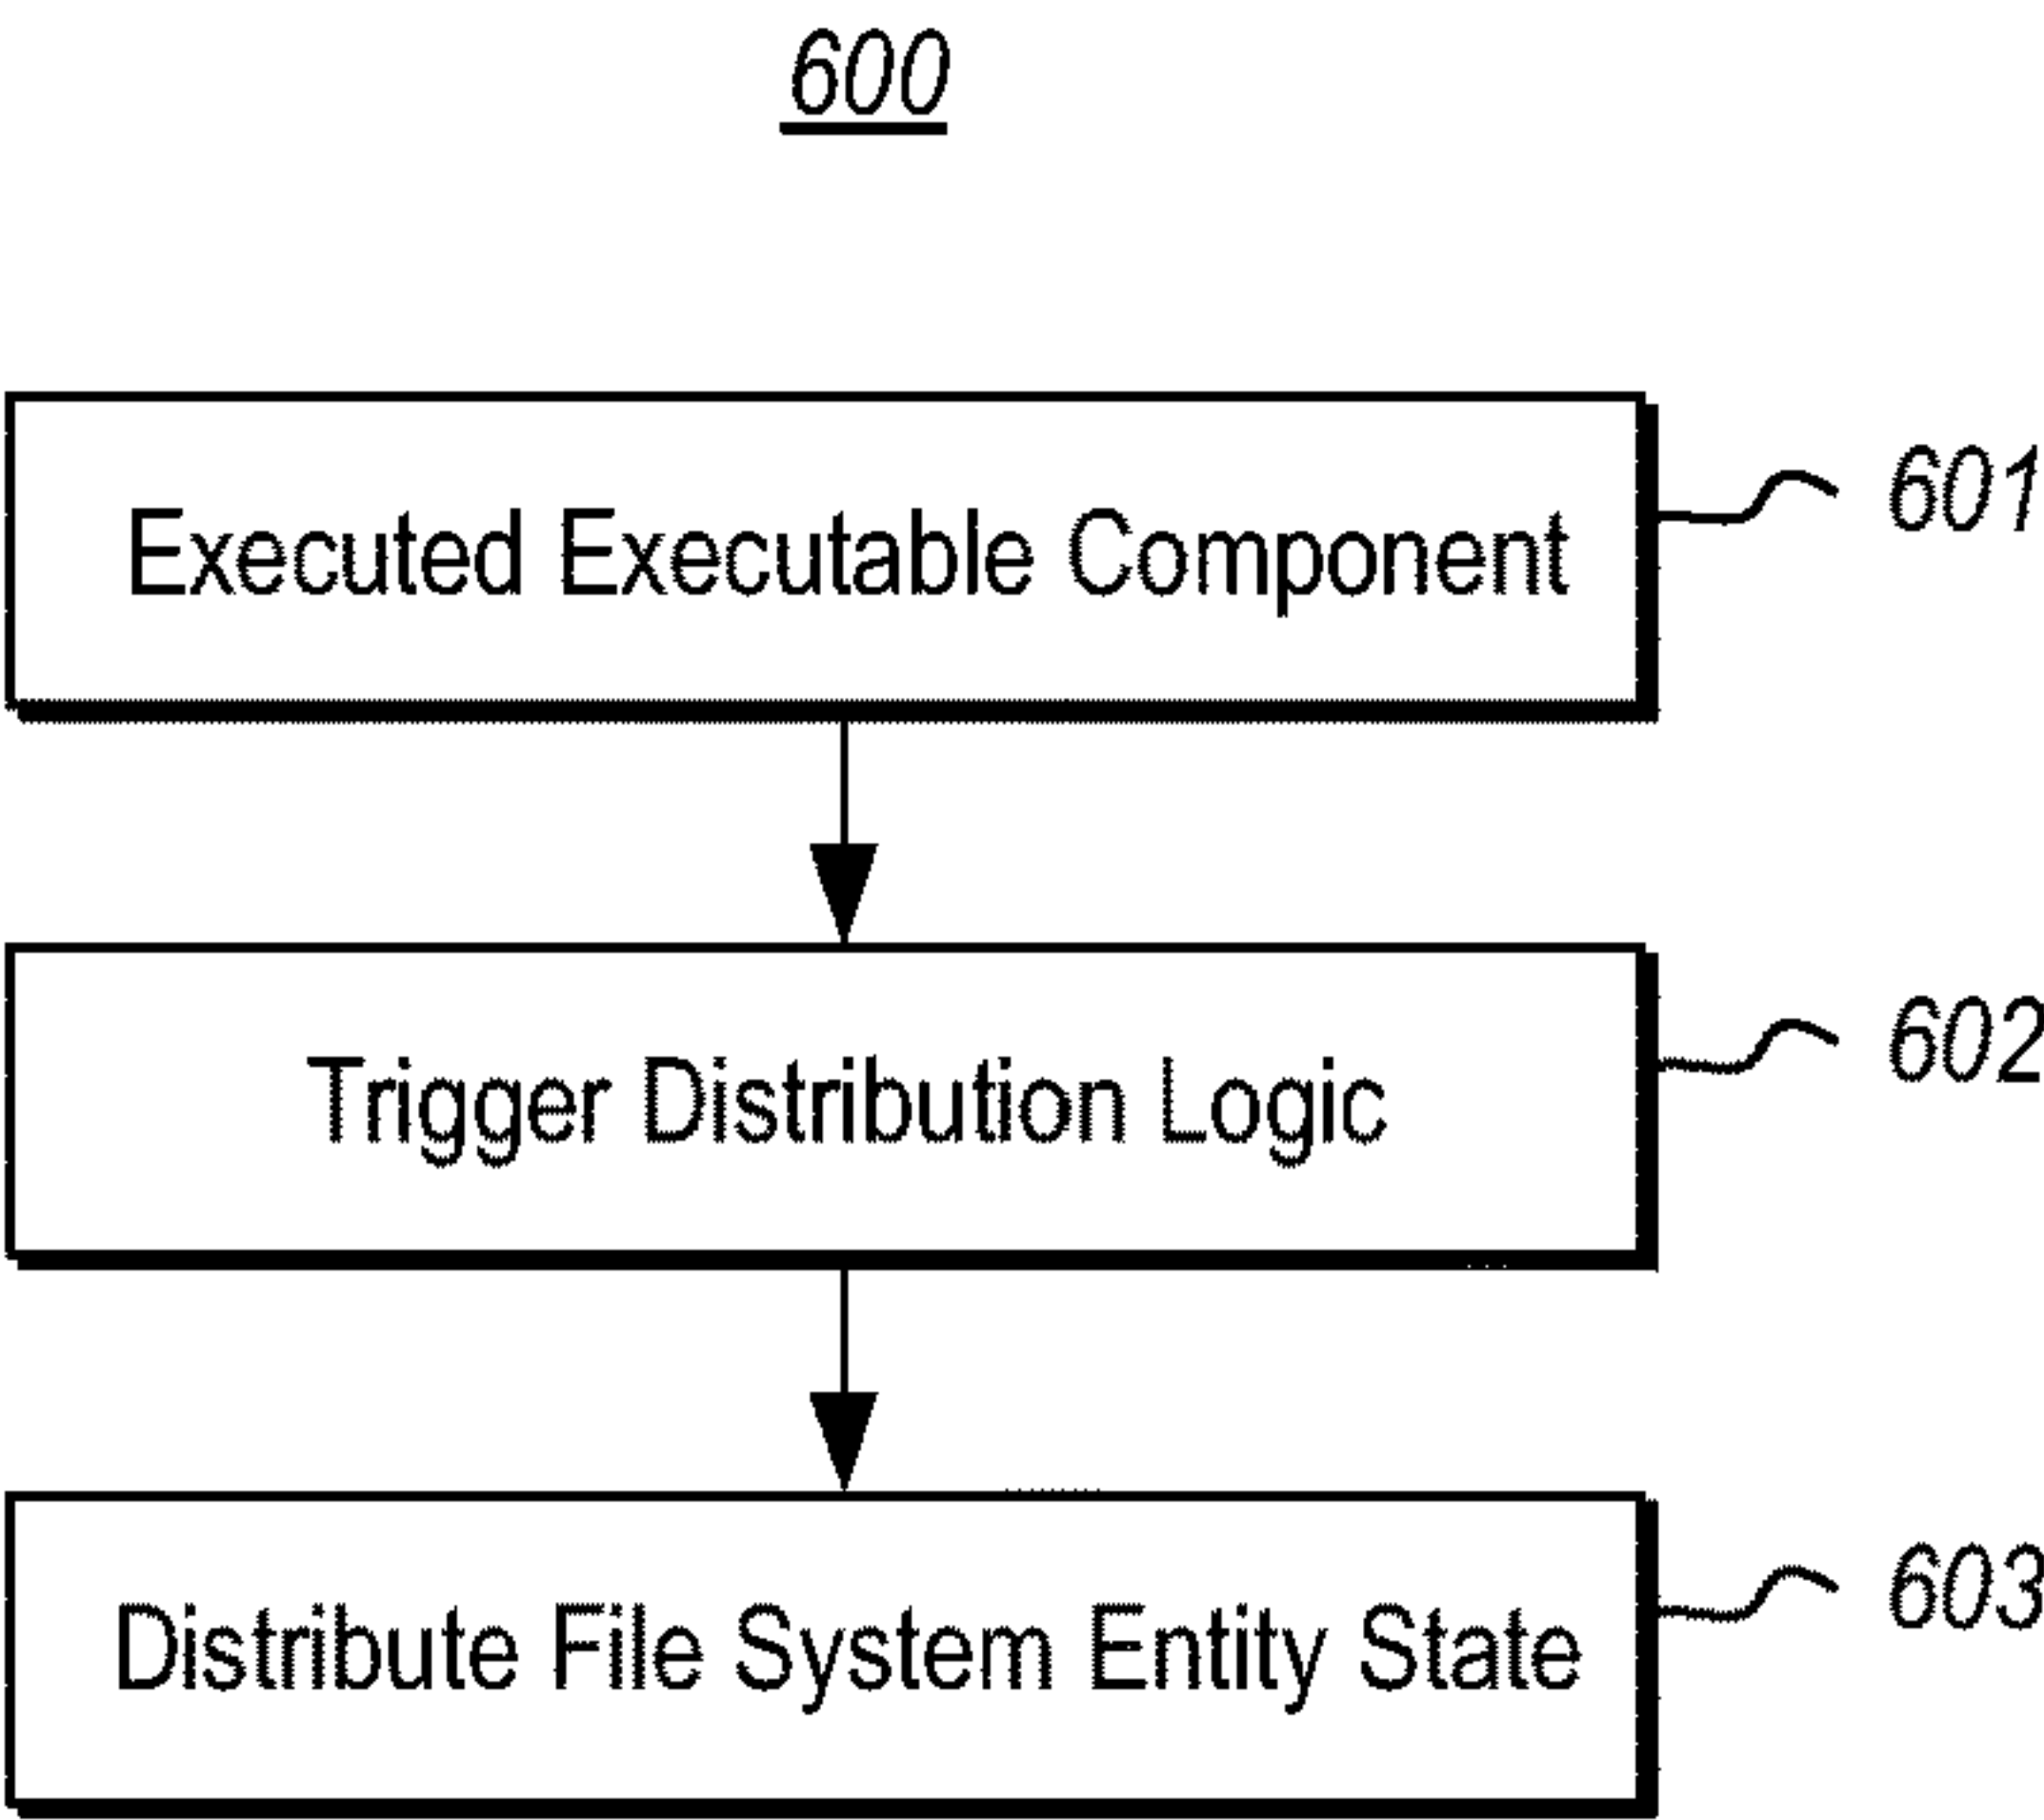 600
Executed Executable Component
601
Trigger Distribution Logic
602
Distribute File System Entity State
603